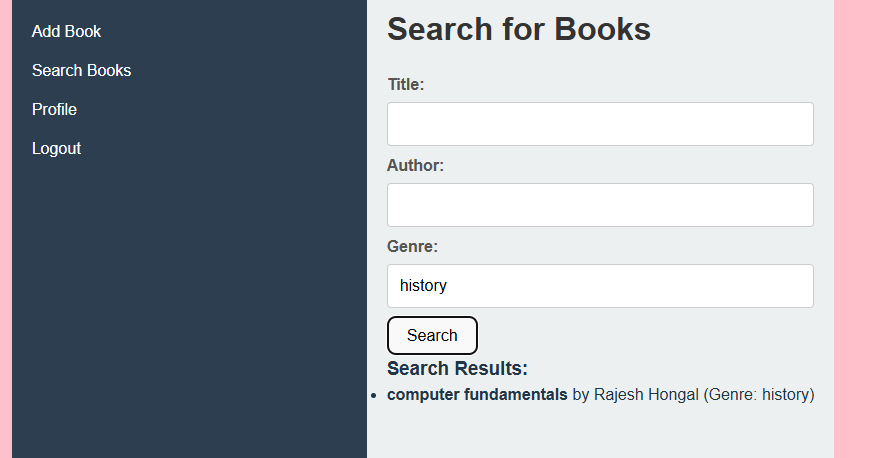 Add Book
Search Books
Profile
Logout
Search for Books
Title:
Author:
Genre:
history
Search
Search Results:
computer fundamentals by Rajesh Hongal (Genre: history)